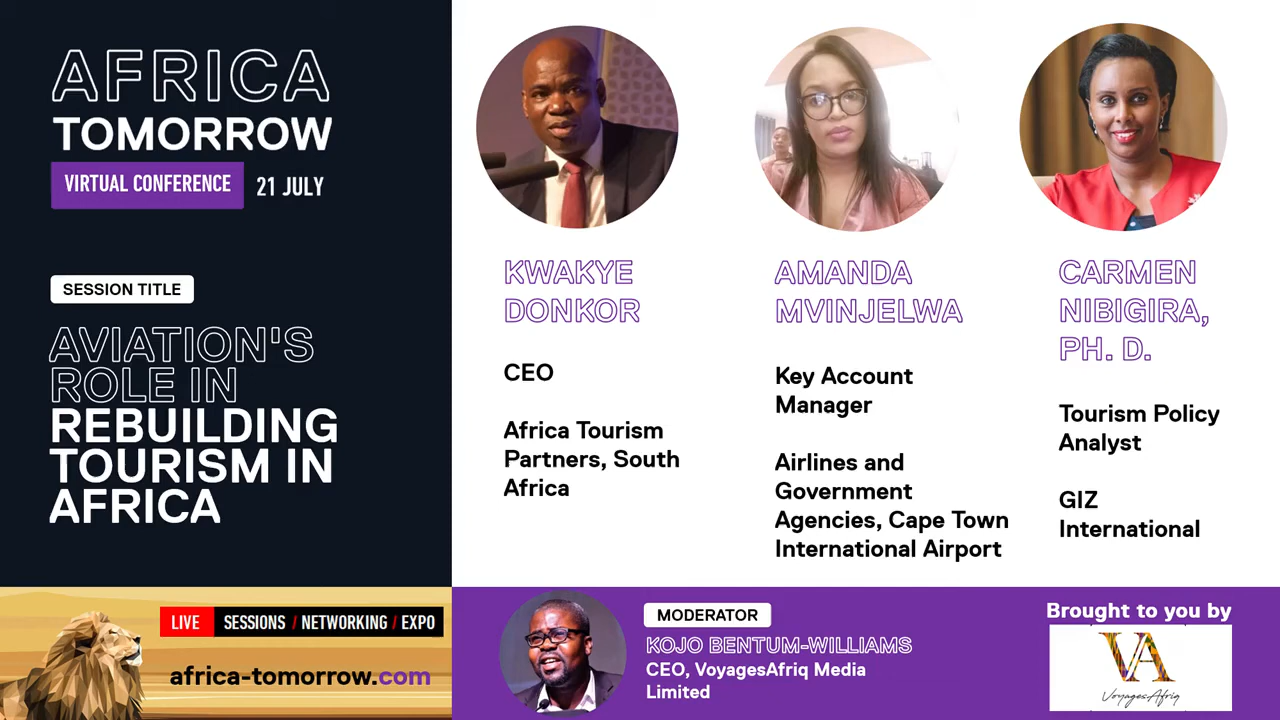 AFRICA
TOMORROW
VIRTUAL CONFERENCE 21 JULY
SESSION TITLE
AVIATION'S
ROLE IN
REBUILDING
TOURISM IN
AFRICA
LIVE SESSIONS / NETWORKING / EXPO
africa-tomorrow.com
KWAKYE
DONKOR
CEO
Africa Tourism
Partners, South
Africa
AMANDA
MVINJELWA
Key Account
Manager
Airlines and
Government
Agencies, Cape Town
International Airport
CARMEN
NIBIGIRA,
PH. D.
Tourism Policy
Analyst
GIZ
International
MODERATOR
KOJO BENTUM-WILLIAMS
CEO, VoyagesAfriq Media
Limited
Brought to you by
VA
VoyagesAfriq